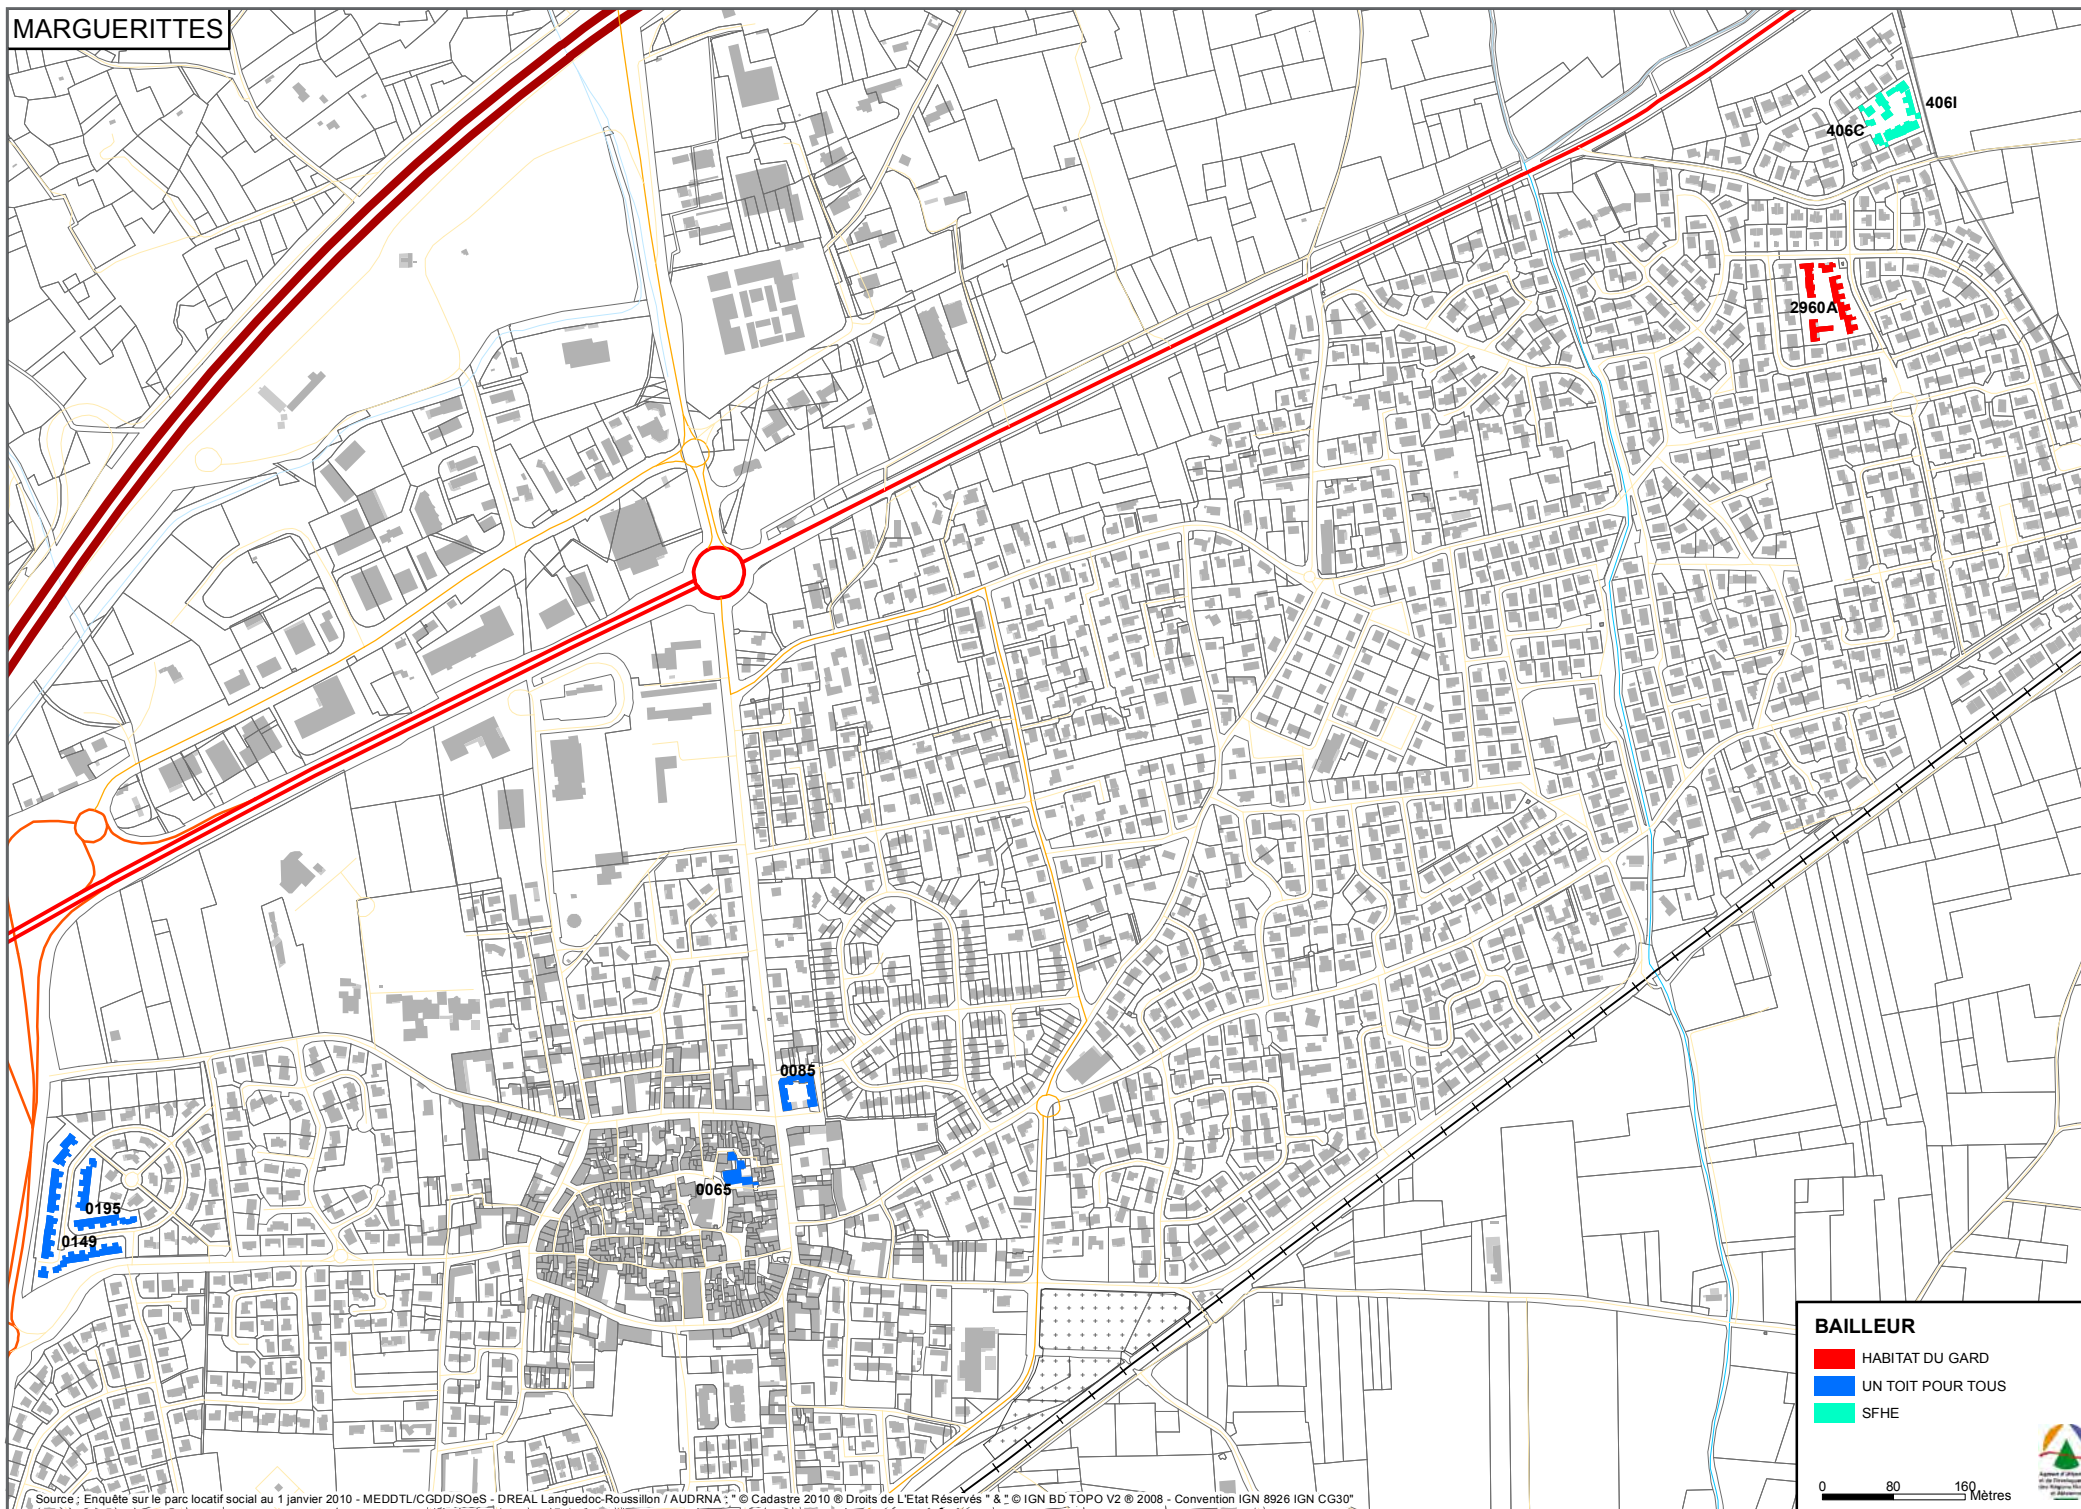 MARGUERITTES
406I
406C
2960A
0085
0065
0195
0149
BAILLEUR
HABITAT DU GARD
UN TOIT POUR TOUS
SFHE
0 80 160 Mètres
Source : Enquête sur le parc locatif social au 1 janvier 2010 - MEDDTL/CGDD/SOeS - DREAL Languedoc-Roussillon / AUDRNA ; " © Cadastre 2010 ® Droits de L'Etat Réservés " & " © IGN BD TOPO V2 ® 2008 - Convention IGN 8926 IGN CG30"